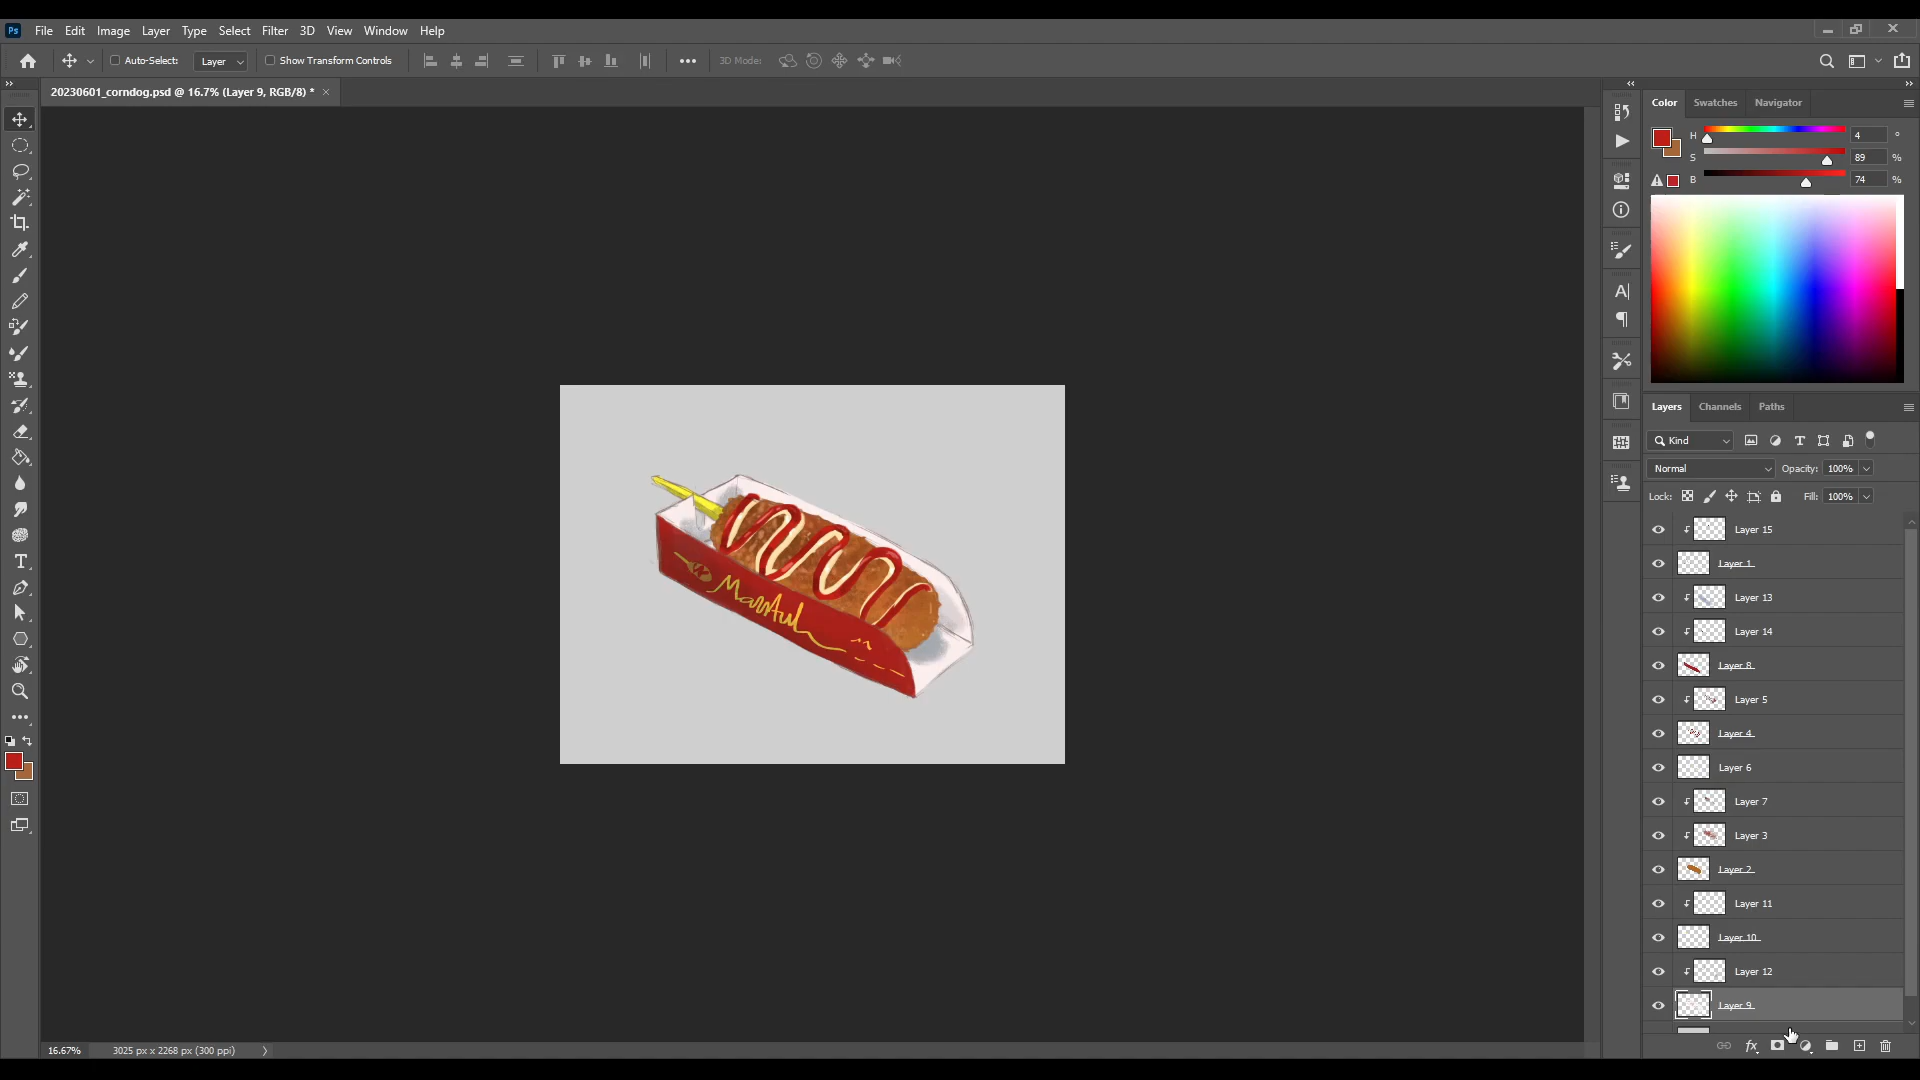 Ps File Edit Image Layer Type Select Filter 3D View Window Help
Auto-Select: Layer Show Transform Controls 3D Mode:
20230601_corndog.psd @ 16.7% (Layer 9, RGB/8) *
Color Swatches Navigator
H 4 °
S 89 %
B 74 %
Layers Channels Paths
Kind
Normal Opacity: 100%
Lock: Fill: 100%
Layer 15
Layer 1
Layer 13
Layer 14
Layer 8
Layer 5
Layer 4
Layer 6
Layer 7
Layer 3
Layer 2
Layer 11
Layer 10
Layer 12
Layer 9
fx
16.67% 3025 px x 2268 px (300 ppi)